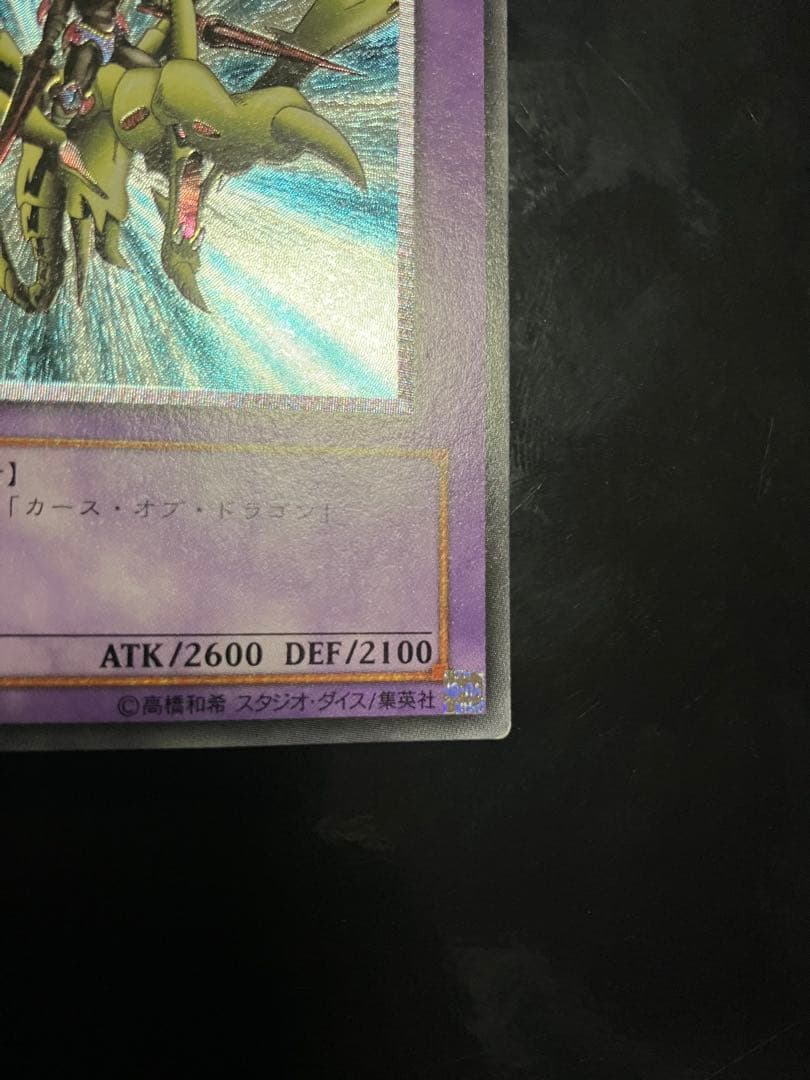 】
「カース・オブ・ドラゴン」
ATK/2600 DEF/2100
©高橋和希 スタジオ・ダイス/集英社